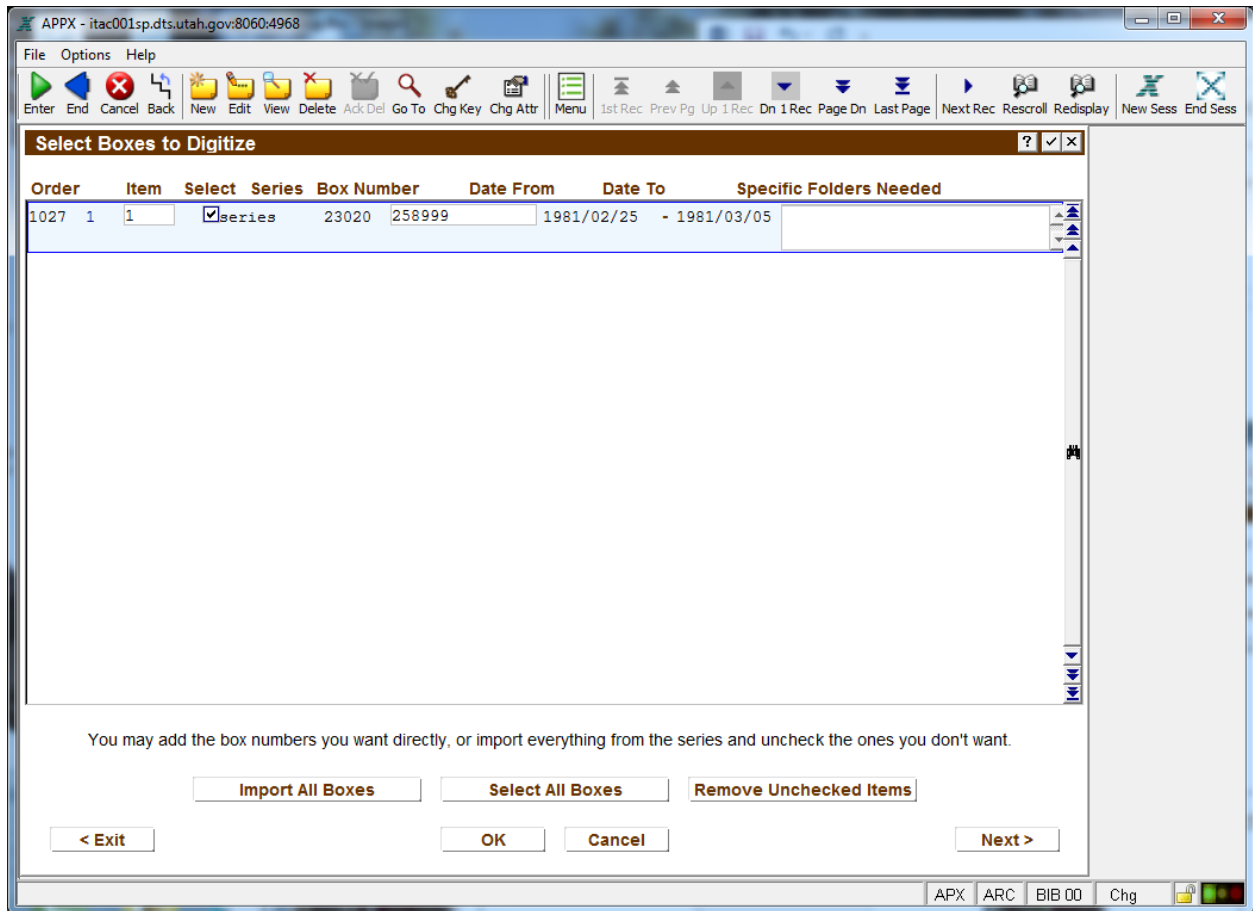 APPX - itac001sp.dts.utah.gov:8060:4968
File Options Help
Enter End Cancel Back New Edit View Delete Ack Del Go To Chg Key Chg Attr Menu 1st Rec Prev Pg Up 1 Rec Dn 1 Rec Page Dn Last Page Next Rec Rescroll Redisplay New Sess End Sess
Select Boxes to Digitize ?
Order Item Select Series Box Number Date From Date To Specific Folders Needed
1027 1 1 series 23020 258999 1981/02/25 - 1981/03/05
You may add the box numbers you want directly, or import everything from the series and uncheck the ones you don't want.
Import All Boxes Select All Boxes Remove Unchecked Items
< Exit OK Cancel Next >
APX ARC BIB 00 Chg